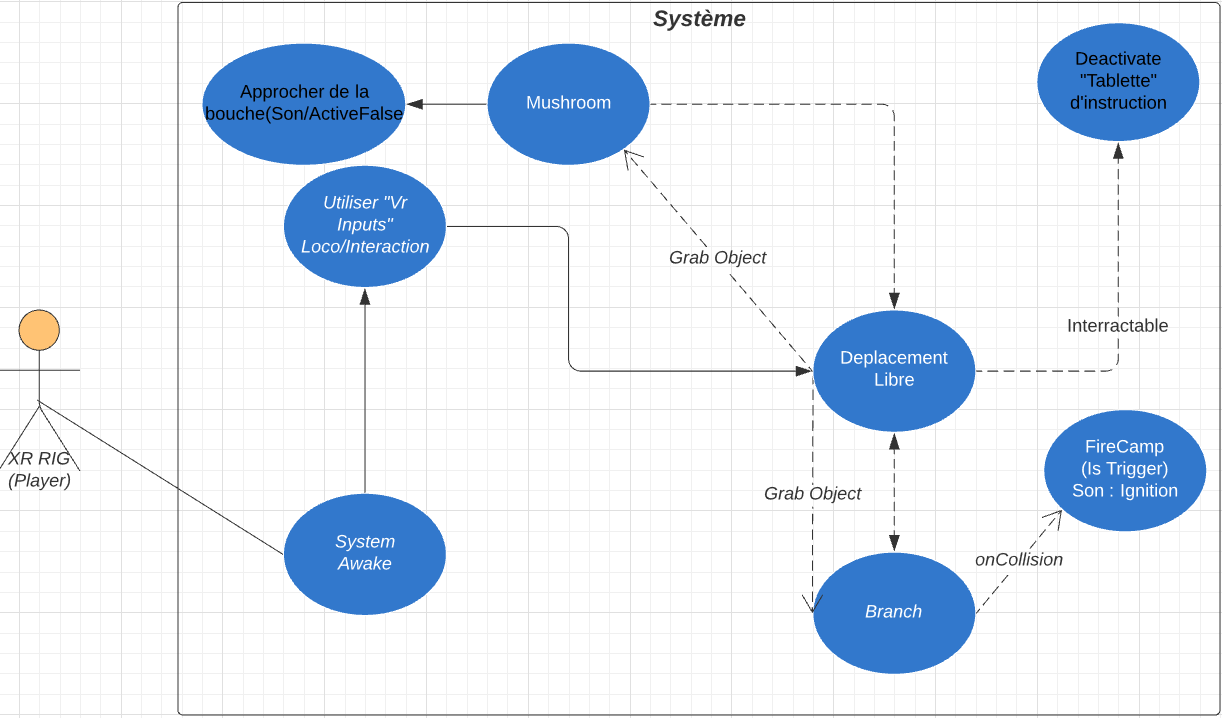 Système
Approcher de la
bouche(Son/ActiveFalse
Mushroom
Deactivate
"Tablette"
d'instruction
Utiliser "Vr
Inputs"
Loco/Interaction
Grab Object
Interractable
Deplacement
Libre
XR RIG
(Player)
FireCamp
(Is Trigger)
Son : Ignition
Grab Object
System
Awake
onCollision
Branch